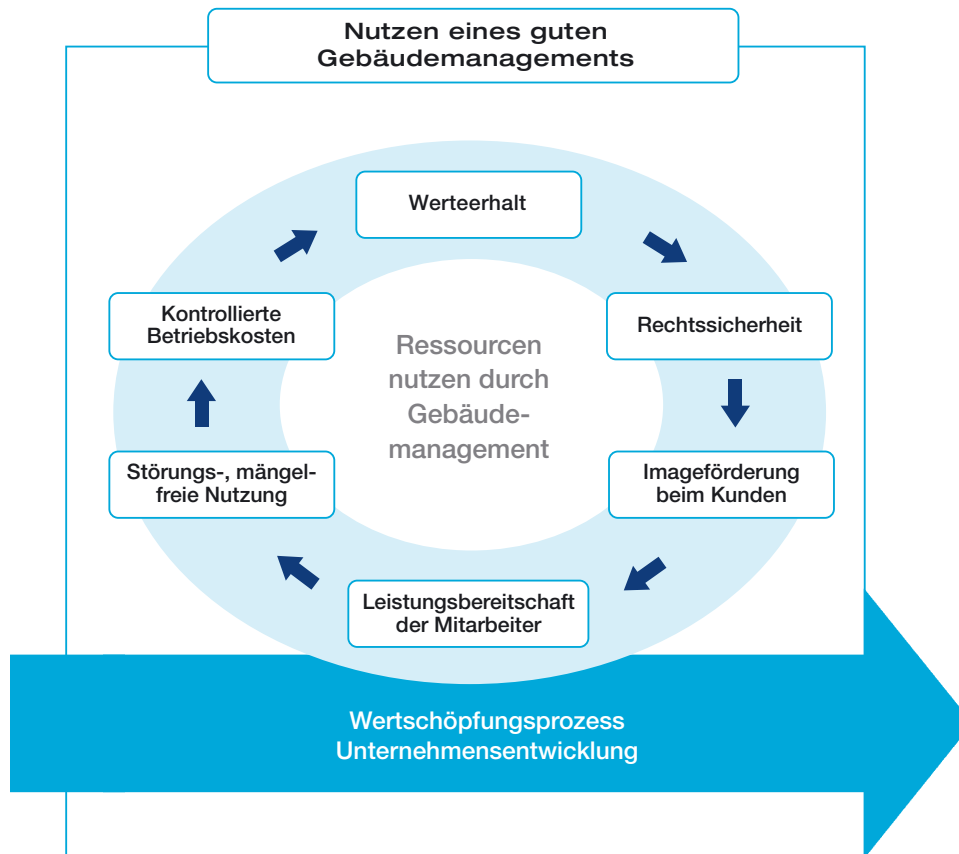 Nutzen eines guten
Gebäudemanagements
Werteerhalt
Kontrollierte
Betriebskosten
Rechtssicherheit
Ressourcen
nutzen durch
Gebäude-
management
Störungs-, mängel-
freie Nutzung
Imageförderung
beim Kunden
Leistungsbereitschaft
der Mitarbeiter
Wertschöpfungsprozess
Unternehmensentwicklung